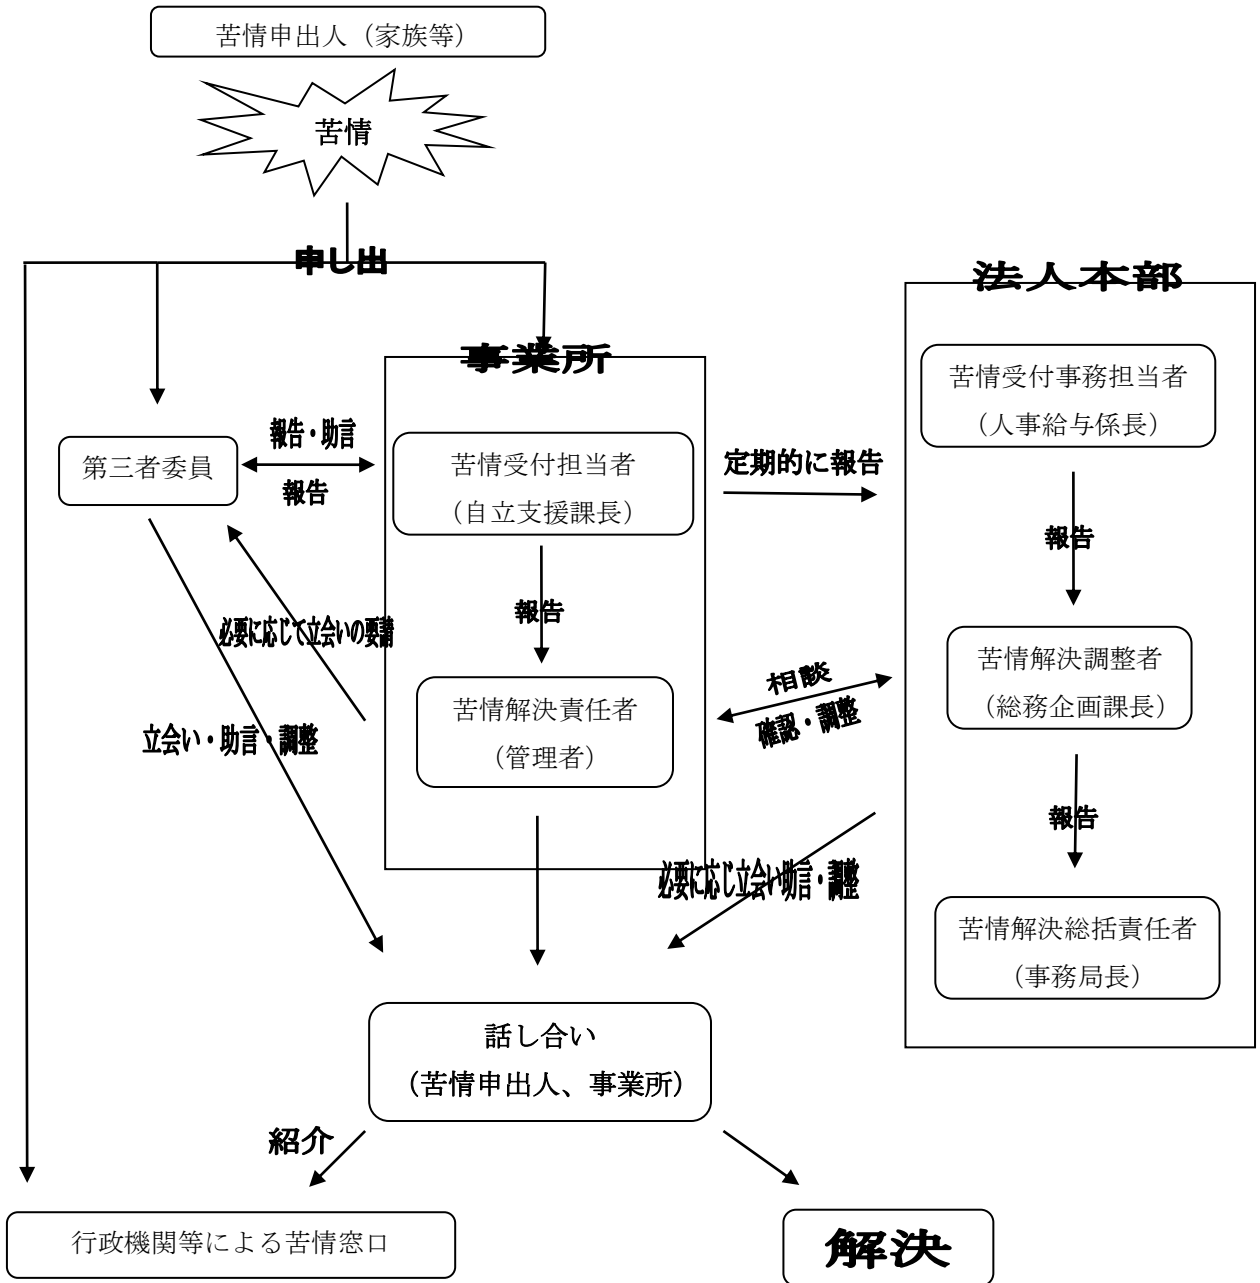 苦情申出人（家族等）
苦情
申し出
法人本部
事業所
苦情受付事務担当者
（人事給与係長）
報告・助言
第三者委員
報告
苦情受付担当者
（自立支援課長）
定期的に報告
報告
報告
必要に応じて立会いの要請
苦情解決調整者
（総務企画課長）
相談
確認・調整
苦情解決責任者
（管理者）
立会い・助言・調整
報告
必要に応じ立会い助言・調整
苦情解決総括責任者
（事務局長）
話し合い
（苦情申出人、事業所）
紹介
行政機関等による苦情窓口
解決